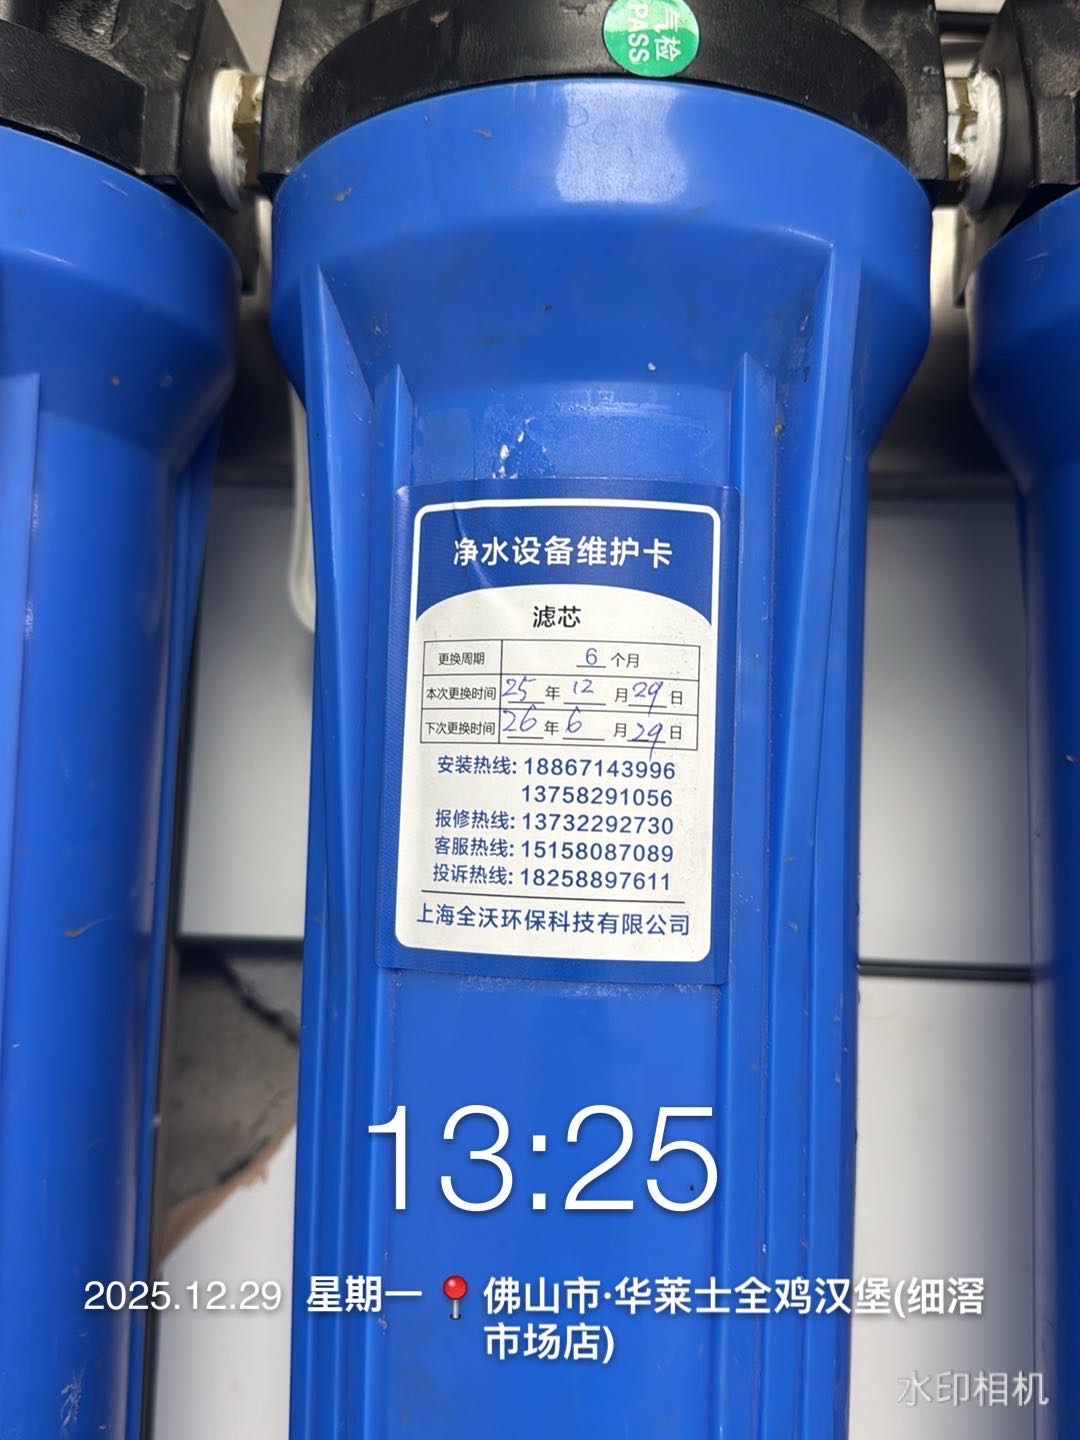 气检
PASS
净水设备维护卡
滤芯
更换周期 6 个月
本次更换时间 25 年 12 月 29 日
下次更换时间 26 年 6 月 29 日
安装热线: 18867143996
13758291056
报修热线: 13732292730
客服热线: 15158087089
投诉热线: 18258897611
上海全沃环保科技有限公司
13:25
2025.12.29 星期一 📍 佛山市·华莱士全鸡汉堡(细滘
市场店)
水印相机